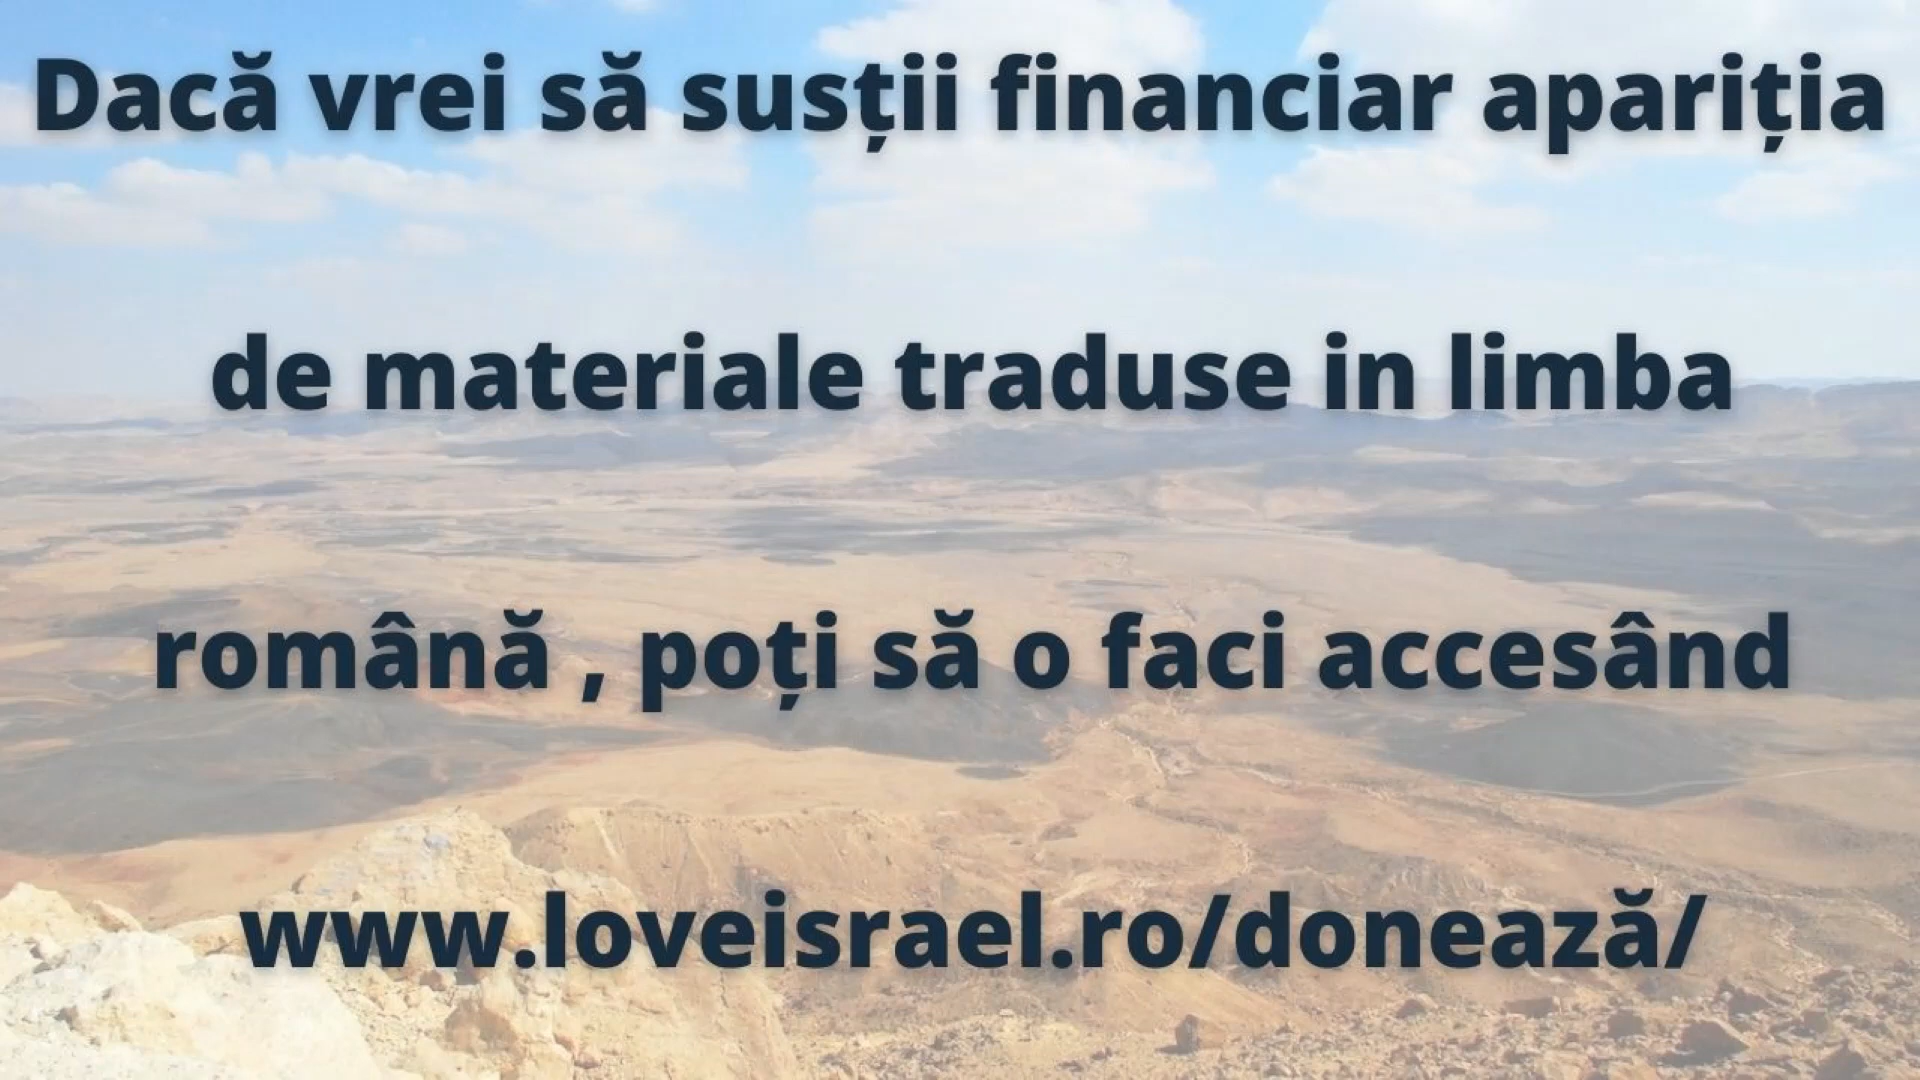 Dacă vrei să susții financiar apariția
de materiale traduse in limba
română , poți să o faci accesând
www.loveisrael.ro/donează/